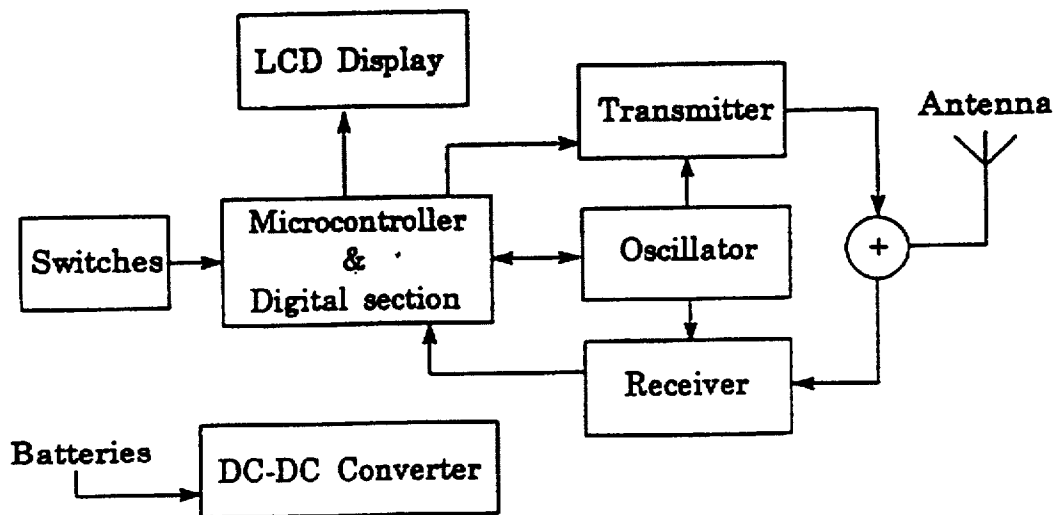 LCD Display
Transmitter
Antenna
Microcontroller
&
Digital section
Switches
Oscillator
+
Receiver
Batteries
DC-DC Converter